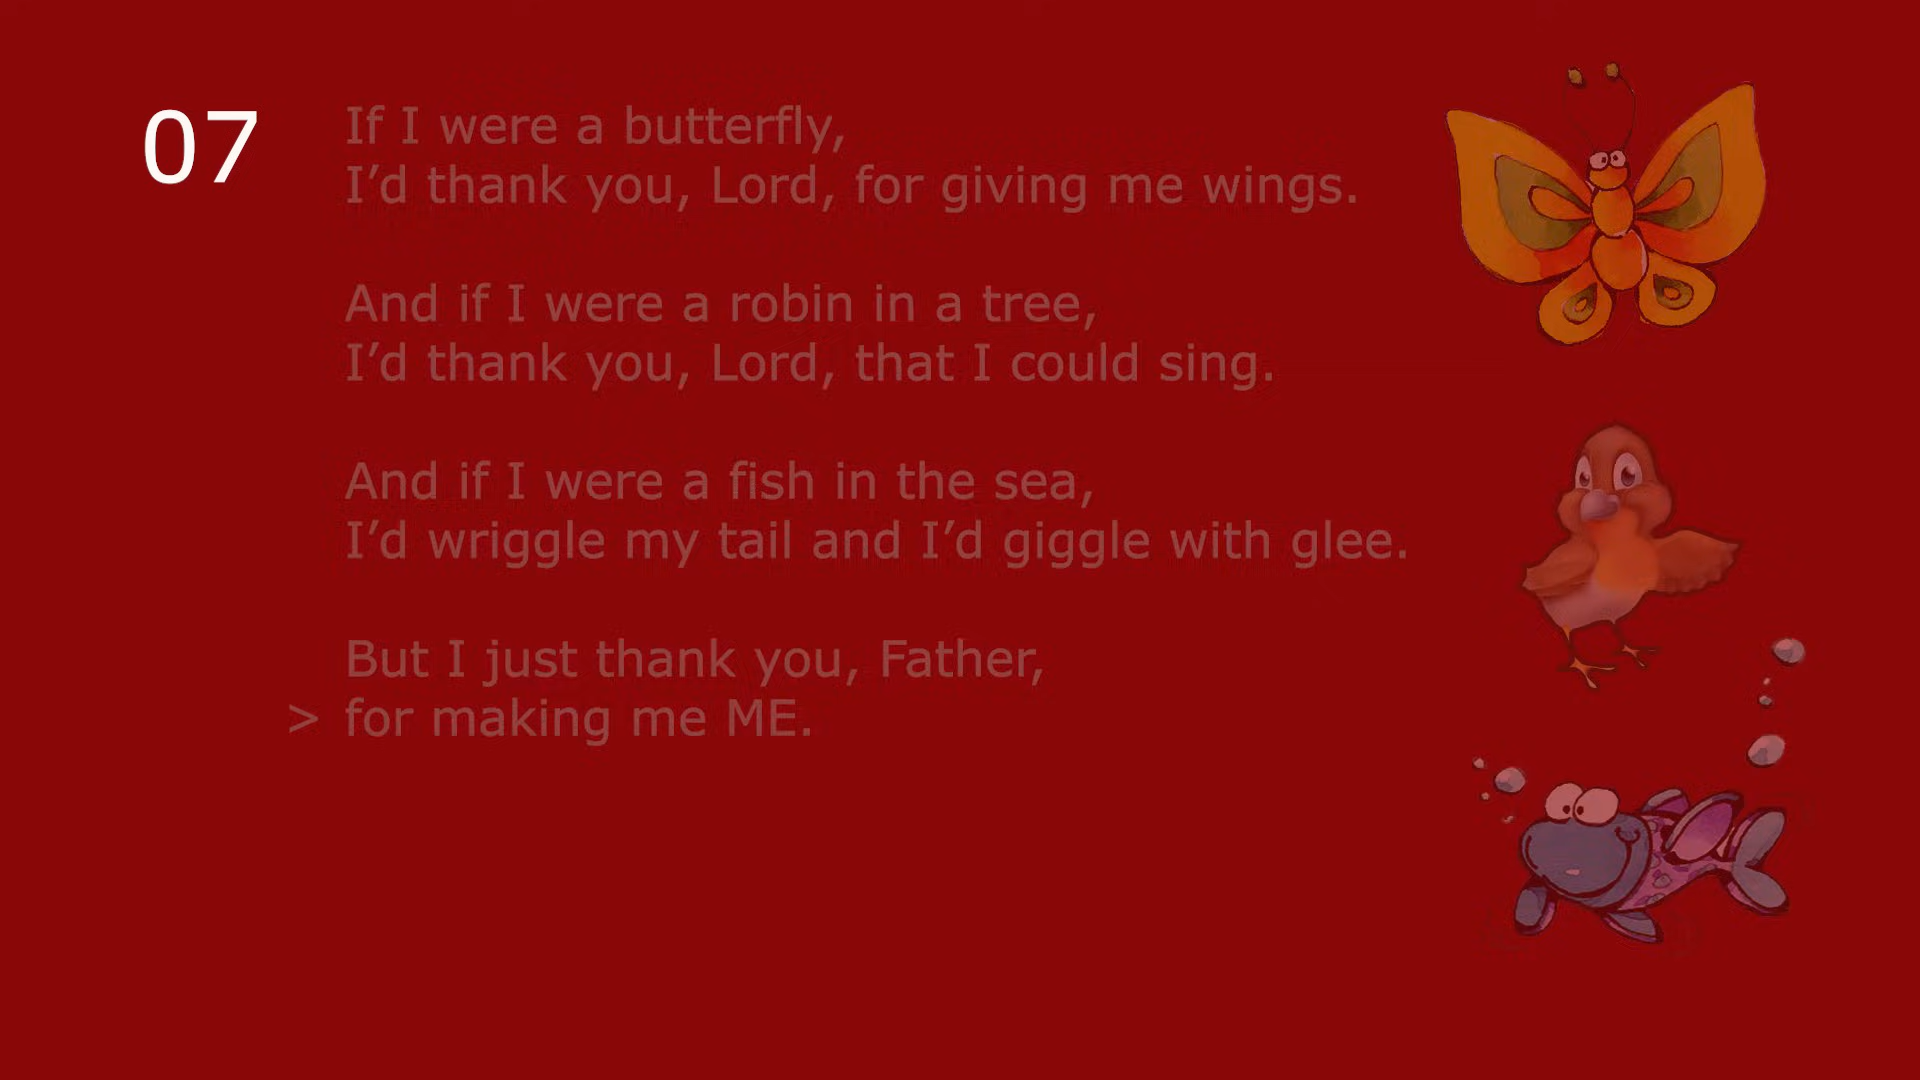 07
If I were a butterfly,
I’d thank you, Lord, for giving me wings.
And if I were a robin in a tree,
I’d thank you, Lord, that I could sing.
And if I were a fish in the sea,
I’d wriggle my tail and I’d giggle with glee.
But I just thank you, Father,
> for making me ME.